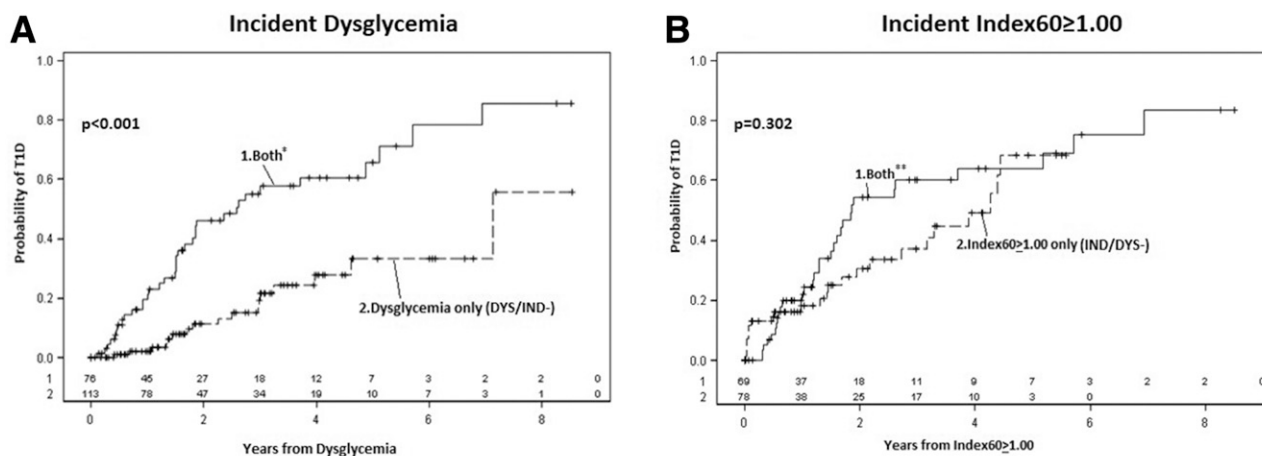 A
Incident Dysglycemia
1.0
0.8
0.6
0.4
0.2
0.0
Probability of T1D
p<0.001
1.Both*
2.Dysglycemia only (DYS/IND-)
1 76 45 27 18 12 7 3 2 2 0
2 113 78 47 34 19 10 7 3 1 0
0 2 4 6 8
Years from Dysglycemia
B
Incident Index60≥1.00
1.0
0.8
0.6
0.4
0.2
0.0
Probability of T1D
p=0.302
1.Both**
2.Index60≥1.00 only (IND/DYS-)
1 69 37 18 11 9 7 3 2 2 0
2 78 38 25 17 10 3 0
0 2 4 6 8
Years from Index60≥1.00